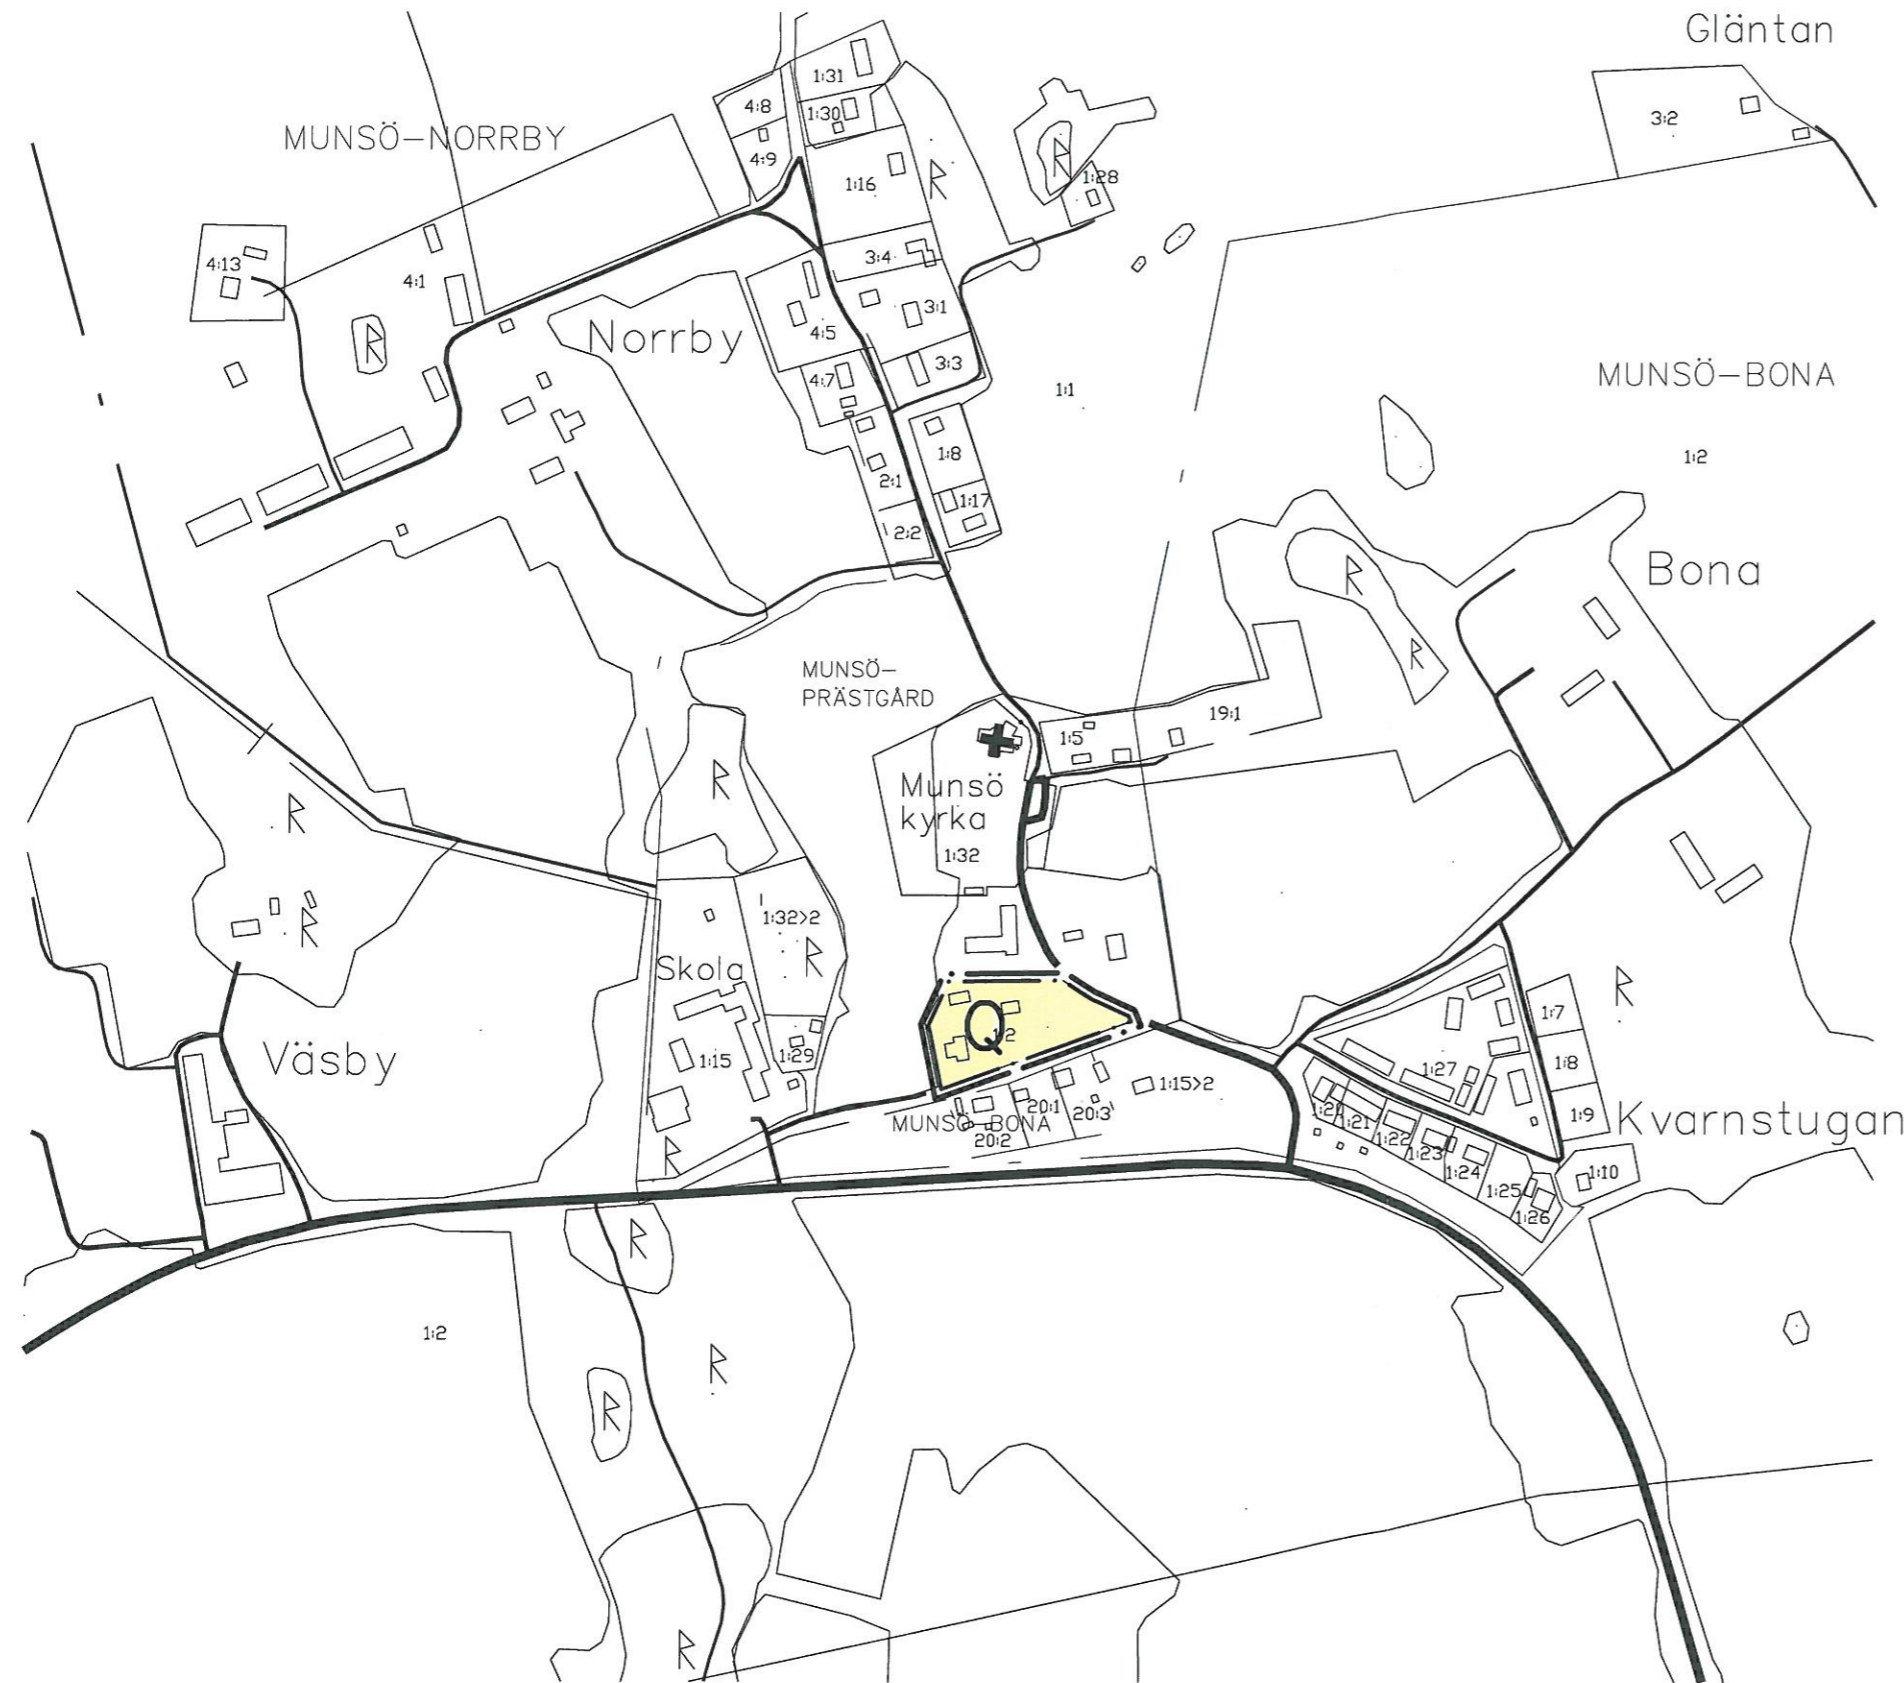 Gläntan
1:31
4:8
1:30
3:2
MUNSÖ-NORRBY
4:9
R
1:16
R
1:28
3:4
4:13
4:1
3:1
R
Norrby
4:5
3:3
4:7
MUNSÖ-BONA
1:1
1:8
1:2
2:1
1:17
2:2
R
Bona
R
MUNSÖ-
PRÄSTGÅRD
19:1
1:5
R
Munsö
kyrka
R
1:32
1:32>2
R
R
Skola
R
1:7
Q
1:2
Väsby
1:15
1:29
1:27
1:8
1:15>2
20:1
20:3
1:20
1:9
MUNSÖ-BONA
20:2
1:21
1:22
Kvarnstugan
1:23
R
1:24
1:10
1:25
1:26
R
1:2
R
R
R